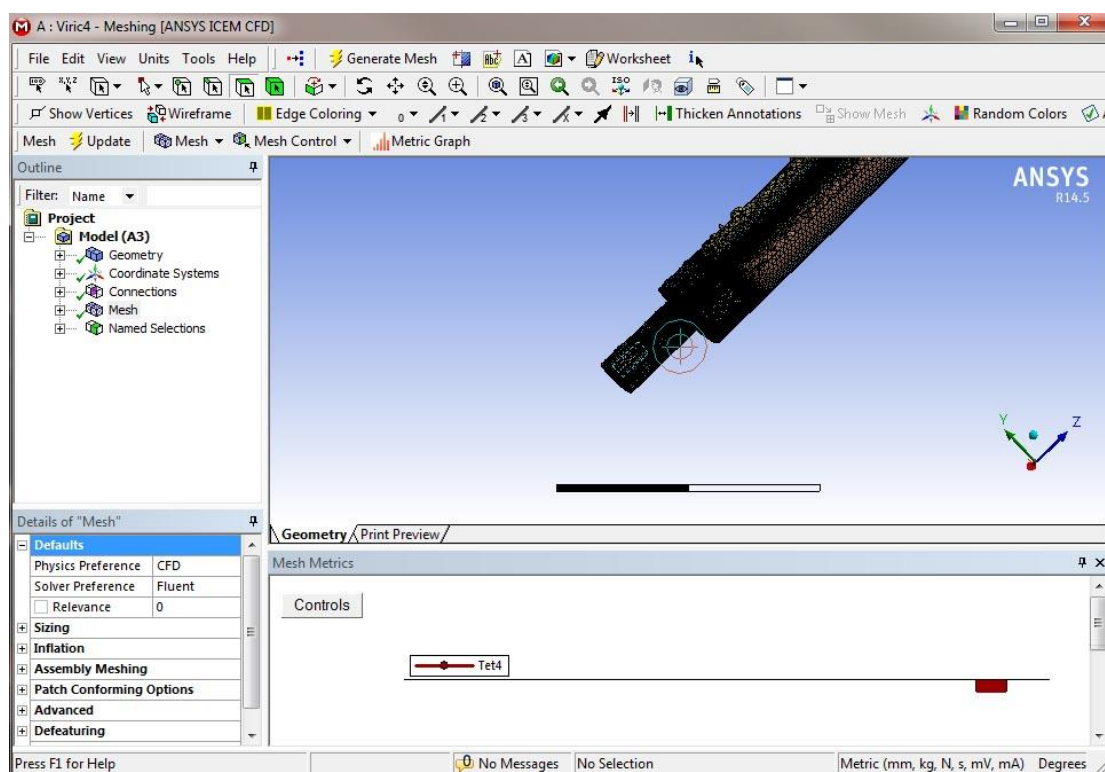 A : Viric4 - Meshing [ANSYS ICEM CFD]
File Edit View Units Tools Help Generate Mesh Worksheet
Show Vertices Wireframe Edge Coloring Thicken Annotations Show Mesh Random Colors
Mesh Update Mesh Mesh Control Metric Graph
Outline
Filter: Name
Project
Model (A3)
Geometry
Coordinate Systems
Connections
Mesh
Named Selections
ANSYS
R14.5
Y
Z
Geometry Print Preview
Details of "Mesh"
Defaults
Physics Preference CFD
Solver Preference Fluent
Relevance 0
Sizing
Inflation
Assembly Meshing
Patch Conforming Options
Advanced
Defeaturing
Mesh Metrics
Controls
Tet4
Press F1 for Help
0 No Messages No Selection Metric (mm, kg, N, s, mV, mA) Degrees